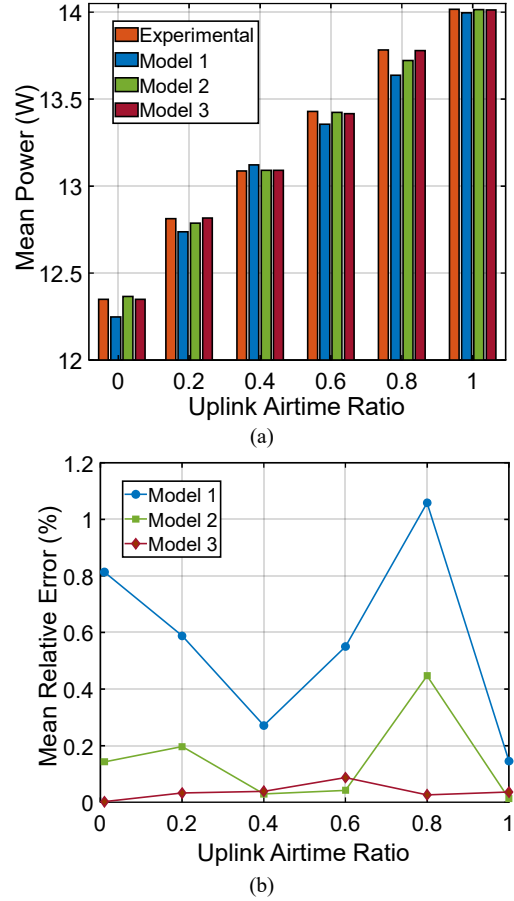 14
13.5
13
12.5
12
Mean Power (W)
Experimental
Model 1
Model 2
Model 3
0 0.2 0.4 0.6 0.8 1
Uplink Airtime Ratio
(a)
1.2
1
0.8
0.6
0.4
0.2
0
Mean Relative Error (%)
Model 1
Model 2
Model 3
0 0.2 0.4 0.6 0.8 1
Uplink Airtime Ratio
(b)